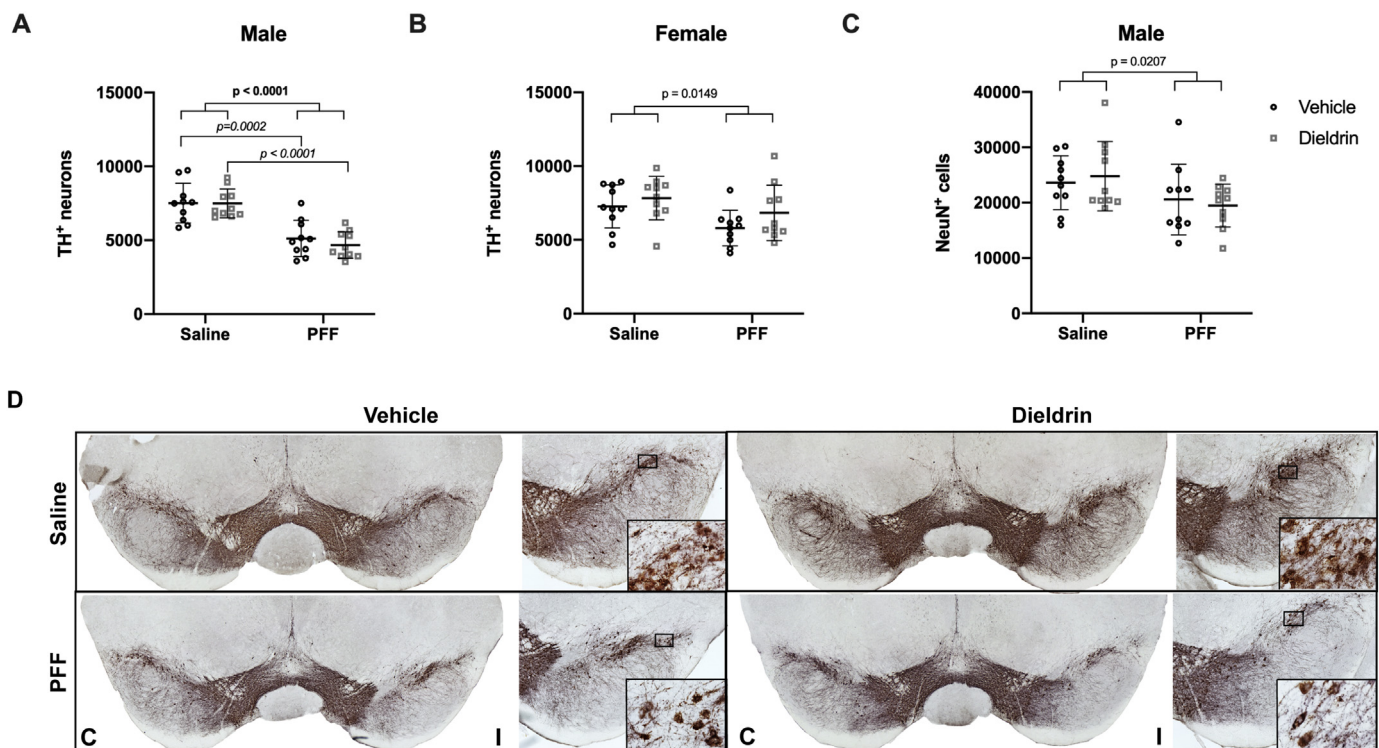 A
Male
p < 0.0001
p=0.0002
p < 0.0001
TH+ neurons
15000
10000
5000
0
Saline
PFF
B
Female
p = 0.0149
TH+ neurons
15000
10000
5000
0
Saline
PFF
C
Male
p = 0.0207
NeuN+ cells
40000
30000
20000
10000
0
Saline
PFF
Vehicle
Dieldrin
D
Vehicle
Dieldrin
Saline
PFF
C
I
C
I